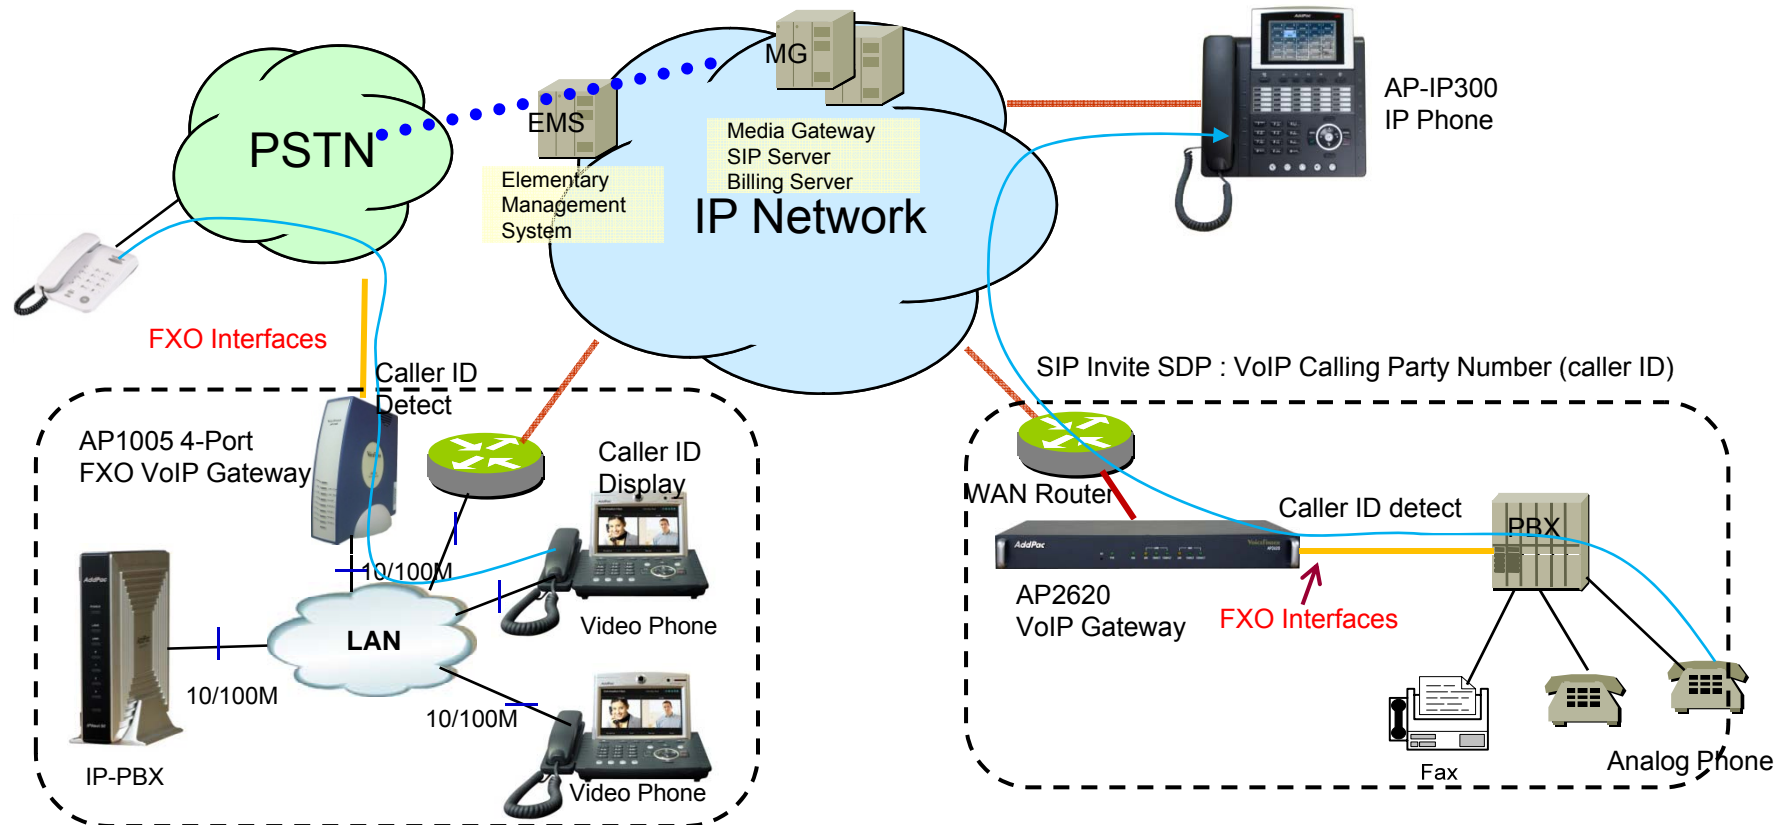 MG
EMS
PSTN
Media Gateway
SIP Server
Billing Server
IP Network
Elementary
Management
System
AddPac
AP-IP300
IP Phone
FXO Interfaces
Caller ID
Detect
AP1005 4-Port
FXO VoIP Gateway
Caller ID
Display
10/100M
AddPac
LAN
Video Phone
10/100M
10/100M
IP-PBX
Video Phone
SIP Invite SDP : VoIP Calling Party Number (caller ID)
WAN Router
Caller ID detect
PBX
AddPac
AP2620
VoIP Gateway
FXO Interfaces
Fax
Analog Phone